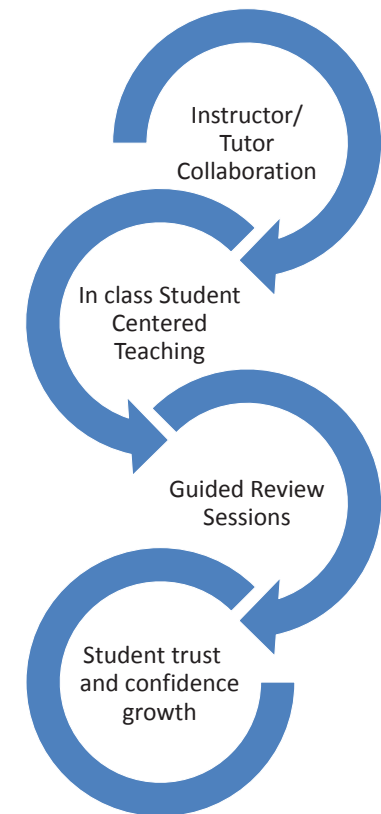 Instructor/
Tutor
Collaboration
In class Student
Centered
Teaching
Guided Review
Sessions
Student trust
and confidence
growth